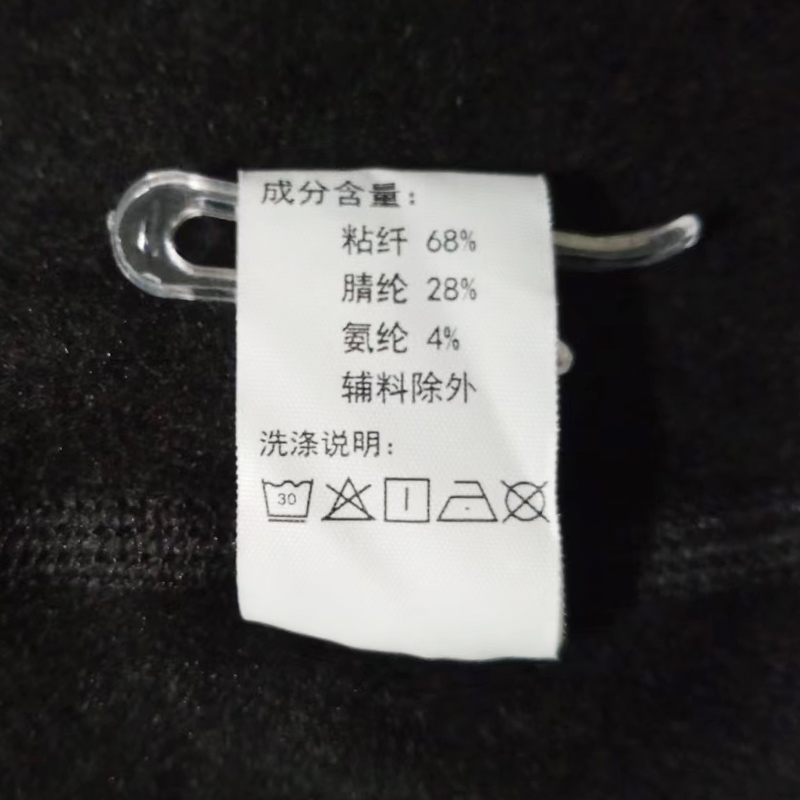 成分含量：
粘纤 68%
腈纶 28%
氨纶 4%
辅料除外
洗涤说明：
30